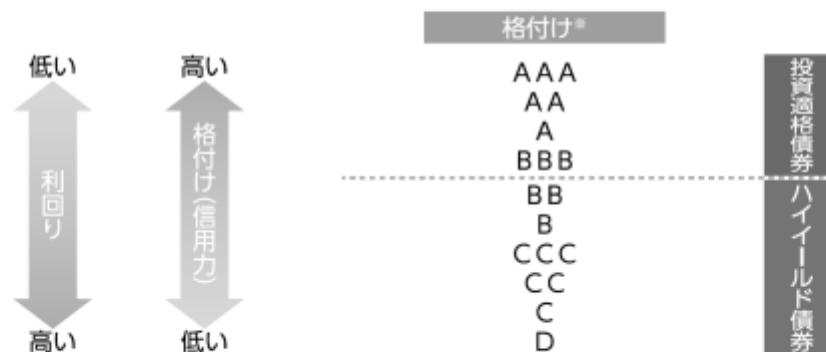 格付け※
低い
高い
利回り
格付け(信用力)
高い
低い
AAA
AA
A
BBB
BB
B
CCC
CC
C
D
投資適格債券
ハイイールド債券